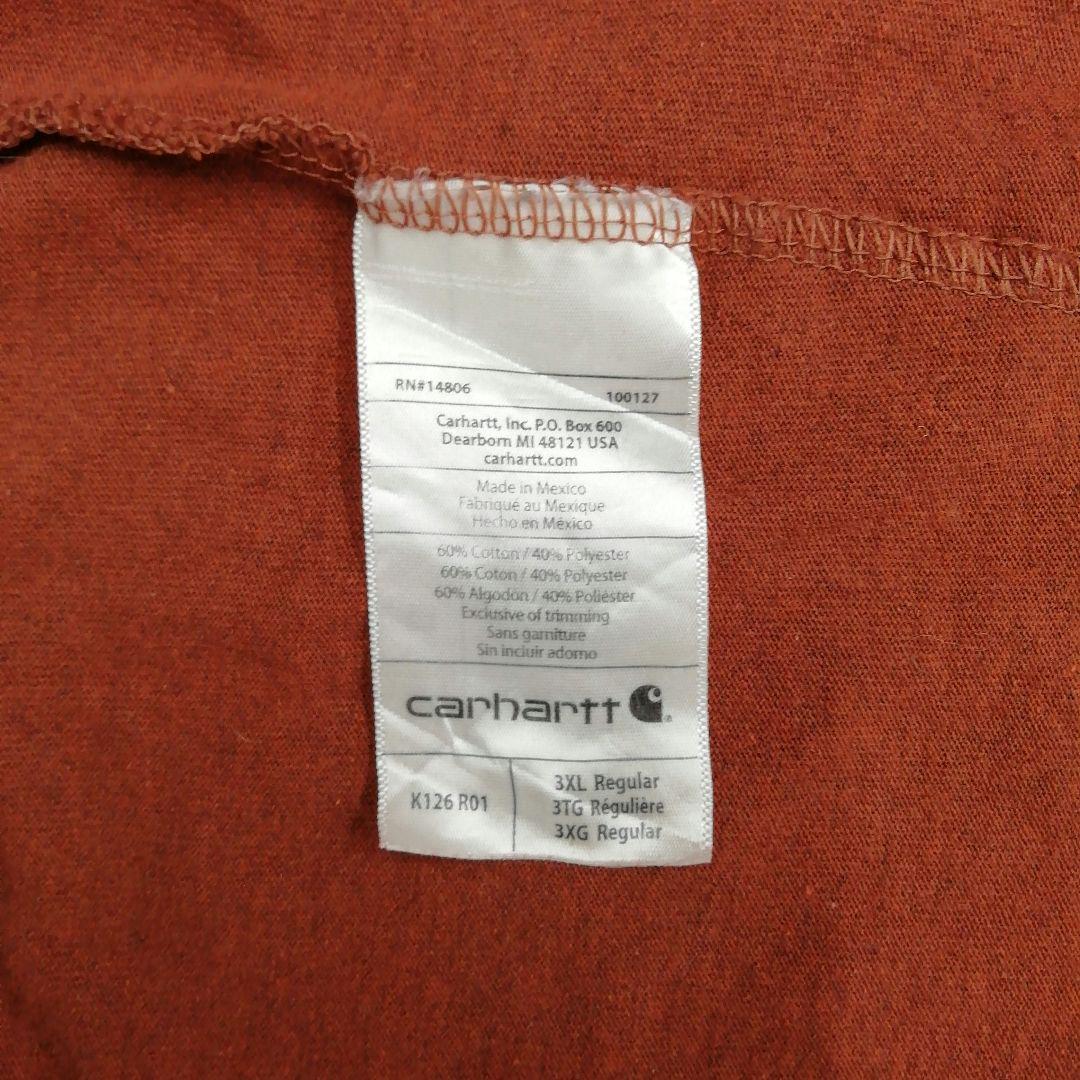 RN#14806 100127
Carhartt, Inc. P.O. Box 600
Dearborn MI 48121 USA
carhartt.com
Made in Mexico
Fabriqué au Mexique
Hecho en México
60% Cotton / 40% Polyester
60% Coton / 40% Polyester
60% Algodón / 40% Poliéster
Exclusive of trimming
Sans garniture
Sin incluir adorno
carhartt
K126 R01
3XL Regular
3TG Régulière
3XG Regular